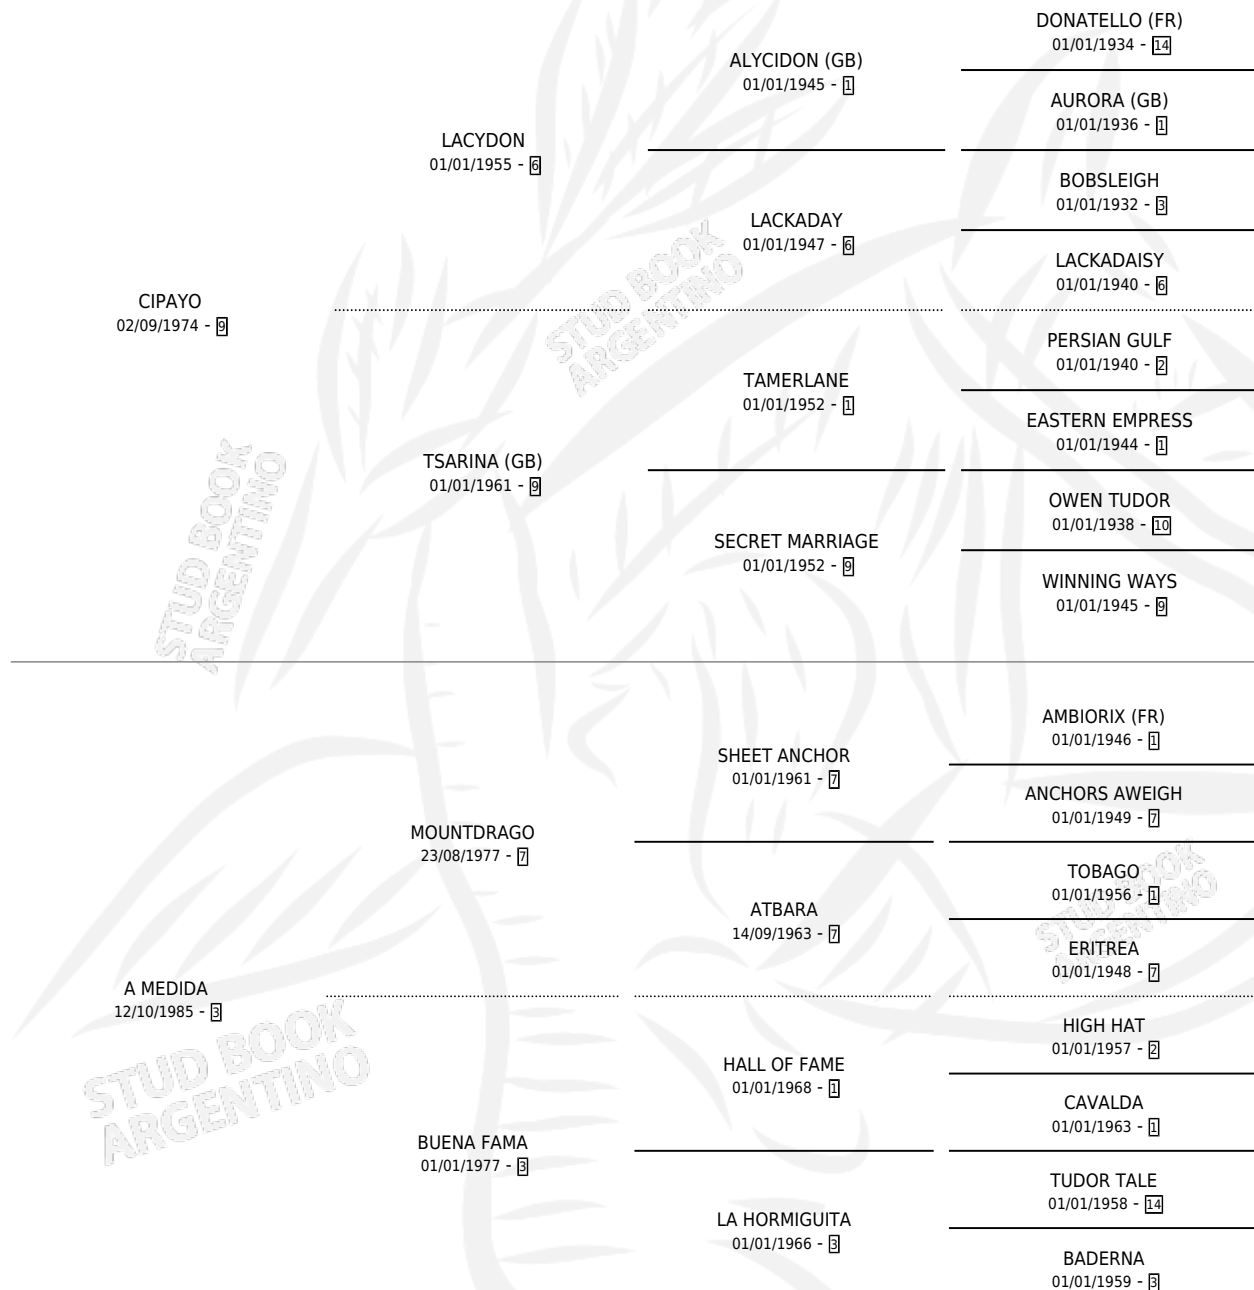 DONATELLO (FR)
01/01/1934 - 14
ALYCIDON (GB)
01/01/1945 - 1
AURORA (GB)
01/01/1936 - 1
LACYDON
01/01/1955 - 6
BOBSLEIGH
01/01/1932 - 3
LACKADAY
01/01/1947 - 6
LACKADAISY
01/01/1940 - 6
CIPAYO
02/09/1974 - 9
PERSIAN GULF
01/01/1940 - 2
TAMERLANE
01/01/1952 - 1
EASTERN EMPRESS
01/01/1944 - 1
TSARINA (GB)
01/01/1961 - 9
OWEN TUDOR
01/01/1938 - 10
SECRET MARRIAGE
01/01/1952 - 9
WINNING WAYS
01/01/1945 - 9
AMBIORIX (FR)
01/01/1946 - 1
SHEET ANCHOR
01/01/1961 - 7
ANCHORS AWEIGH
01/01/1949 - 7
MOUNTDRAGO
23/08/1977 - 7
TOBAGO
01/01/1956 - 1
ATBARA
14/09/1963 - 7
ERITREA
01/01/1948 - 7
A MEDIDA
12/10/1985 - 3
HIGH HAT
01/01/1957 - 2
HALL OF FAME
01/01/1968 - 1
CAVALDA
01/01/1963 - 1
BUENA FAMA
01/01/1977 - 3
TUDOR TALE
01/01/1958 - 14
LA HORMIGUITA
01/01/1966 - 3
BADERNA
01/01/1959 - 3
STUD BOOK
ARGENTINO
STUD BOOK
ARGENTINO
STUD BOOK
ARGENTINO
STUD BOOK
ARGENTINO